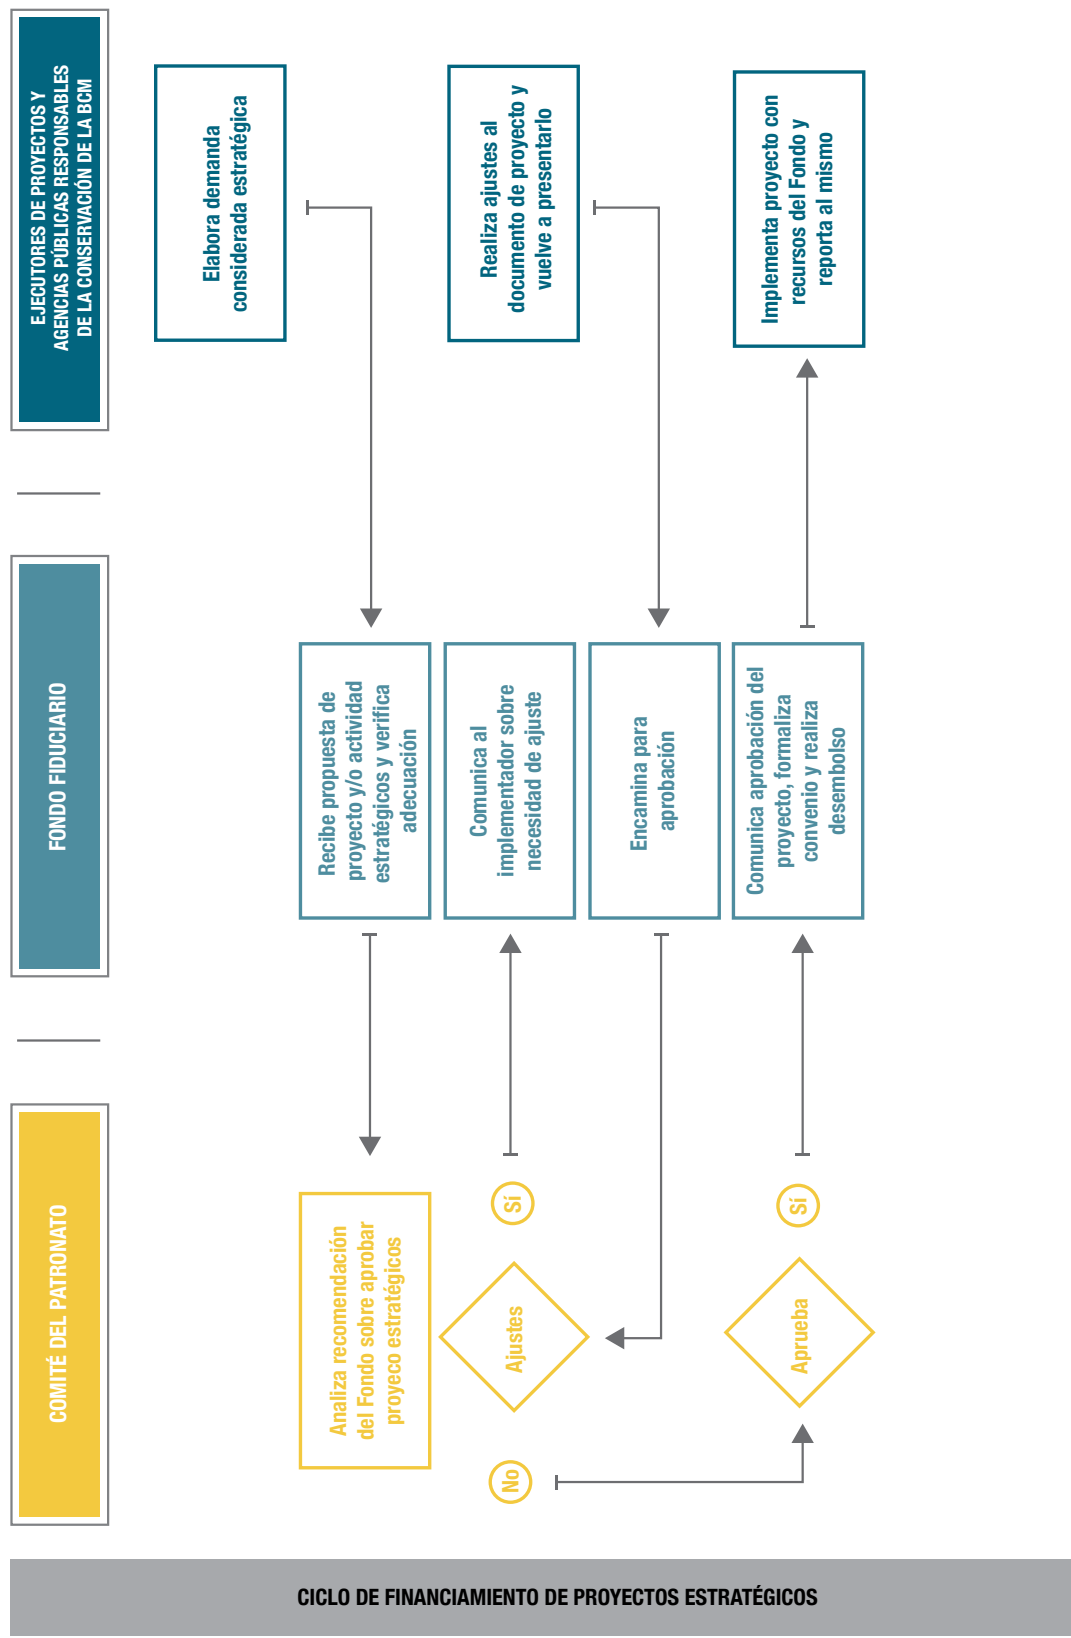 CICLO DE FINANCIAMIENTO DE PROYECTOS ESTRATÉGICOS
COMITÉ DEL PATRONATO
FONDO FIDUCIARIO
EJECUTORES DE PROYECTOS Y
AGENCIAS PÚBLICAS RESPONSABLES
DE LA CONSERVACIÓN DE LA BCM
Elabora demanda
considerada estratégica
Analiza recomendación
del Fondo sobre aprobar
proyeco estratégicos
Recibe propuesta de
proyecto y/o actividad
estratégicos y verifica
adecuación
No
Ajustes
Sí
Comunica al
implementador sobre
necesidad de ajuste
Realiza ajustes al
documento de proyecto y
vuelve a presentarlo
Encamina para
aprobación
Aprueba
Sí
Comunica aprobación del
proyecto, formaliza
convenio y realiza
desembolso
Implementa proyecto con
recursos del Fondo y
reporta al mismo